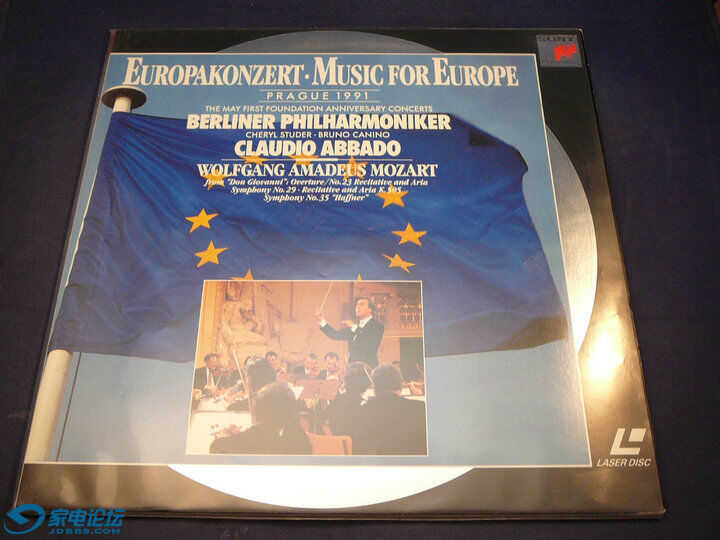 SONY
EUROPAKONZERT · MUSIC FOR EUROPE
PRAGUE 1991
THE MAY FIRST FOUNDATION ANNIVERSARY CONCERTS
BERLINER PHILHARMONIKER
CHERYL STUDER · BRUNO CANINO
CLAUDIO ABBADO
WOLFGANG AMADEUS MOZART
from "Don Giovanni": Overture/No. 23 Recitative and Aria
Symphony No. 29 · Recitative and Aria K. 505
Symphony No. 35 "Haffner"
LASER DISC
家电论坛
JDBBS.COM